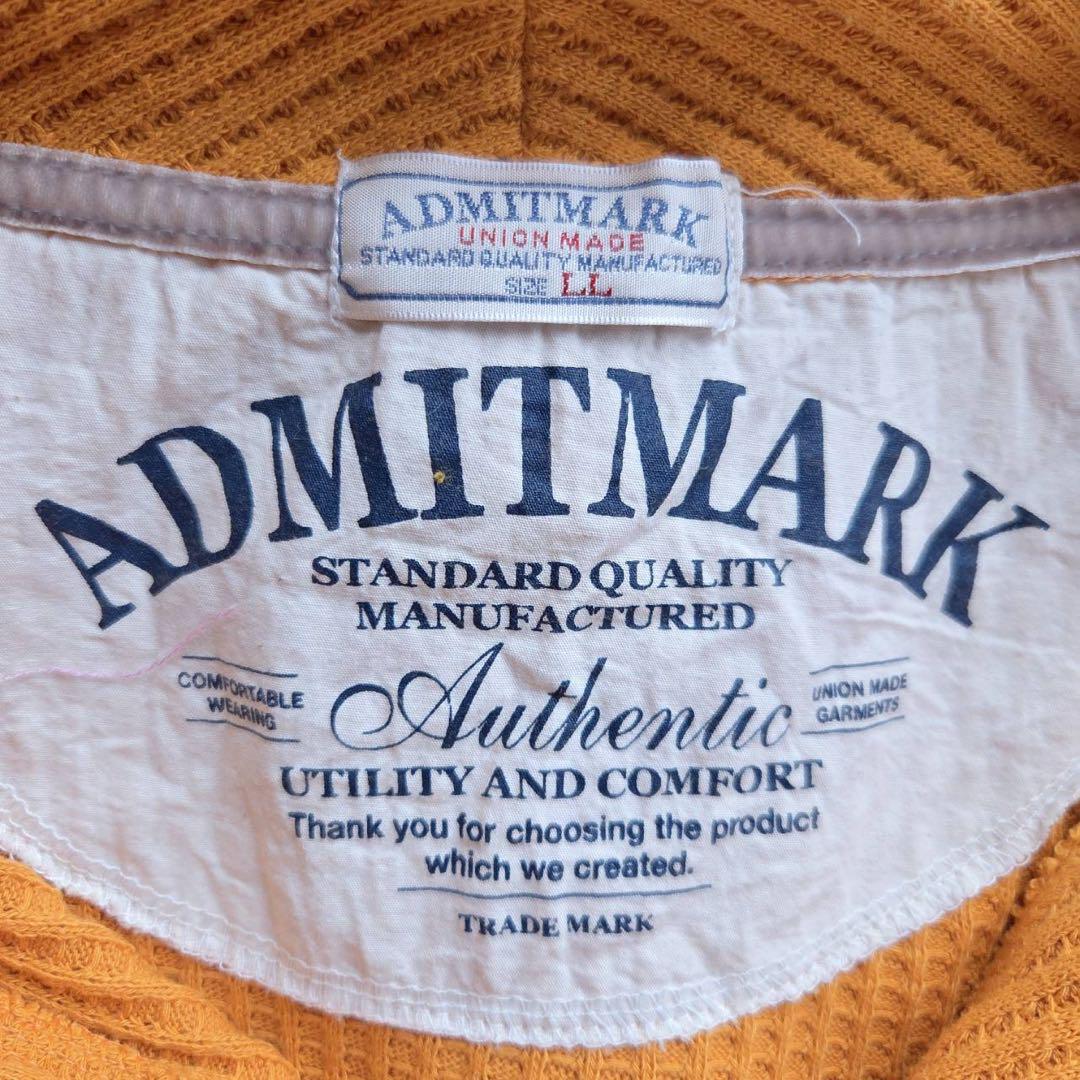 ADMITMARK
UNION MADE
STANDARD QUALITY MANUFACTURED
SIZE LL
ADMITMARK
STANDARD QUALITY
MANUFACTURED
COMFORTABLE
WEARING
Authentic
UNION MADE
GARMENTS
UTILITY AND COMFORT
Thank you for choosing the product
which we created.
TRADE MARK